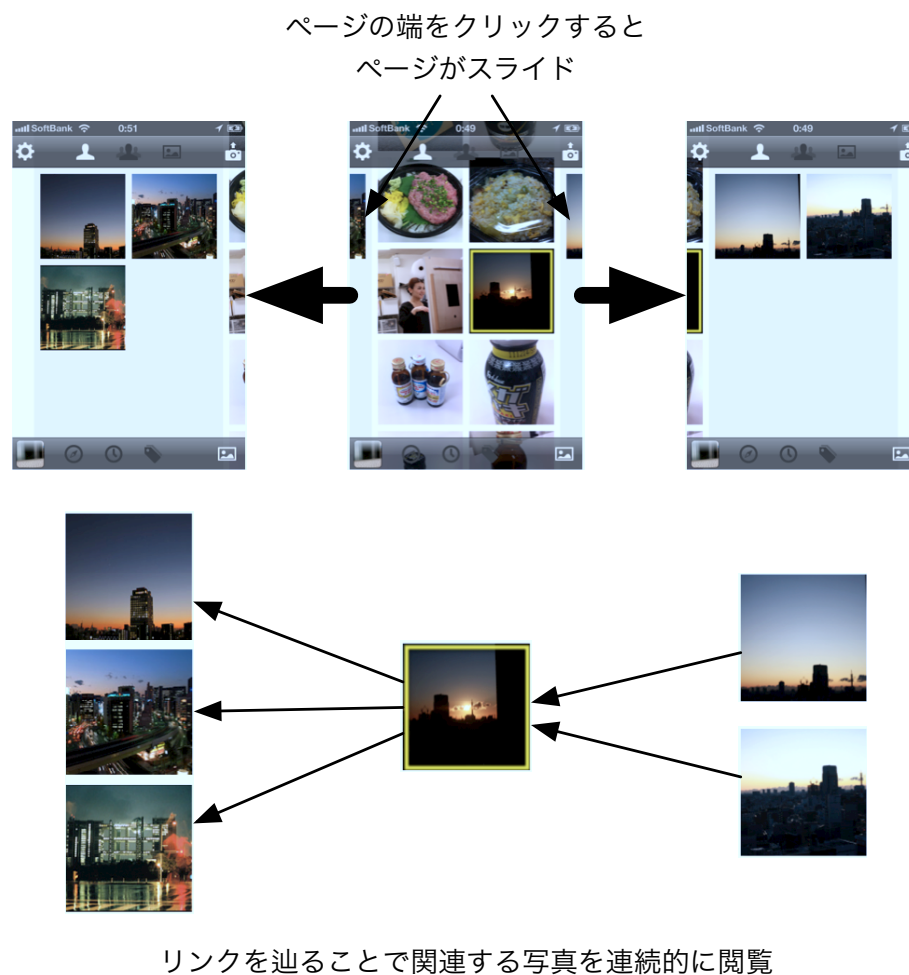 ページの端をクリックすると
ページがスライド
SoftBank 0:51
SoftBank 0:49
SoftBank 0:49
リンクを辿ることで関連する写真を連続的に閲覧